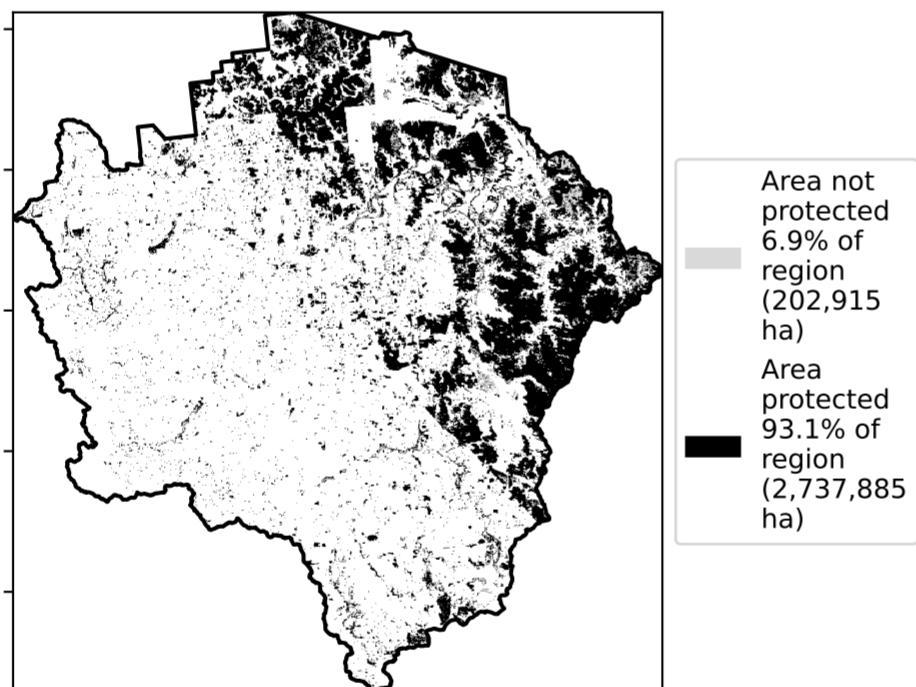 Area not
protected
6.9% of
region
(202,915
ha)
Area
protected
93.1% of
region
(2,737,885
ha)